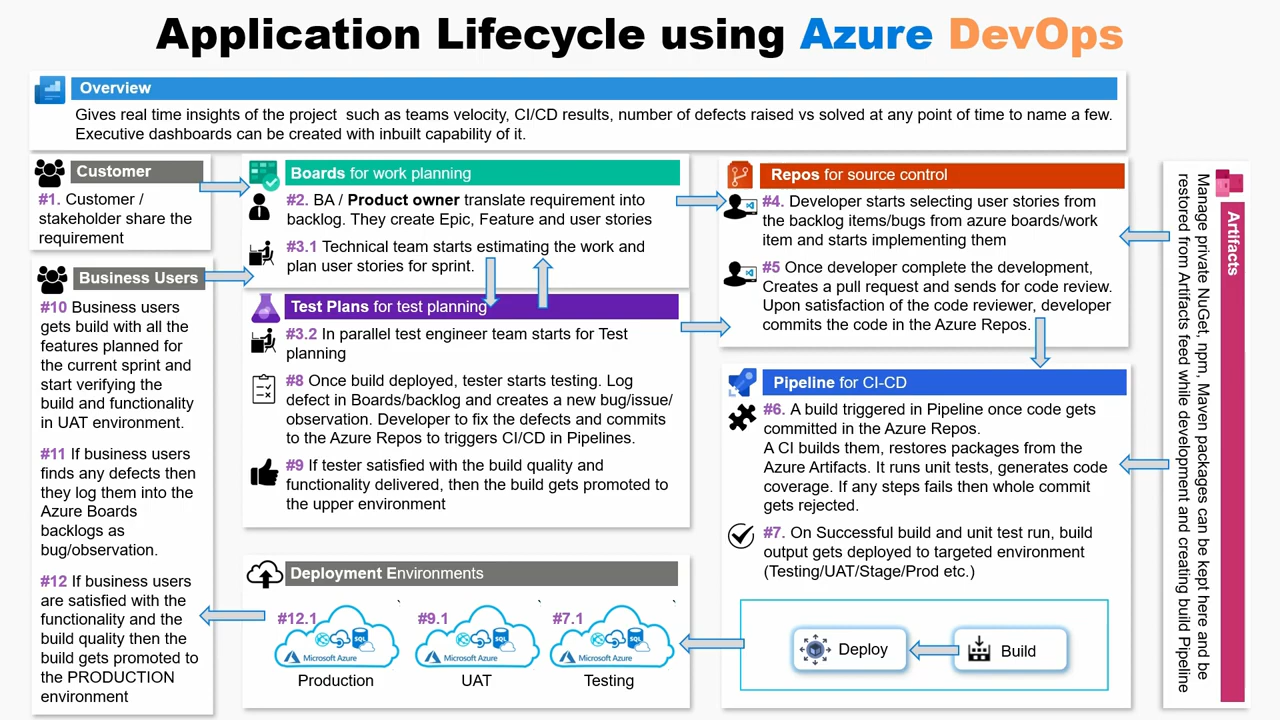 Application Lifecycle using Azure DevOps
Overview
Gives real time insights of the project such as teams velocity, CI/CD results, number of defects raised vs solved at any point of time to name a few.
Executive dashboards can be created with inbuilt capability of it.
Customer
#1. Customer /
stakeholder share the
requirement
Business Users
#10 Business users
gets build with all the
features planned for
the current sprint and
start verifying the
build and functionality
in UAT environment.
#11 If business users
finds any defects then
they log them into the
Azure Boards
backlogs as
bug/observation.
#12 If business users
are satisfied with the
functionality and the
build quality then the
build gets promoted to
the PRODUCTION
environment
Boards for work planning
#2. BA / Product owner translate requirement into
backlog. They create Epic, Feature and user stories
#3.1 Technical team starts estimating the work and
plan user stories for sprint.
Test Plans for test planning
#3.2 In parallel test engineer team starts for Test
planning
#8 Once build deployed, tester starts testing. Log
defect in Boards/backlog and creates a new bug/issue/
observation. Developer to fix the defects and commits
to the Azure Repos to triggers CI/CD in Pipelines.
#9 If tester satisfied with the build quality and
functionality delivered, then the build gets promoted to
the upper environment
Deployment Environments
#12.1
SQL
Microsoft Azure
Production
#9.1
SQL
Microsoft Azure
UAT
#7.1
SQL
Microsoft Azure
Testing
Repos for source control
#4. Developer starts selecting user stories from
the backlog items/bugs from azure boards/work
item and starts implementing them
#5 Once developer complete the development,
Creates a pull request and sends for code review.
Upon satisfaction of the code reviewer, developer
commits the code in the Azure Repos.
Pipeline for CI-CD
#6. A build triggered in Pipeline once code gets
committed in the Azure Repos.
A CI builds them, restores packages from the
Azure Artifacts. It runs unit tests, generates code
coverage. If any steps fails then whole commit
gets rejected.
#7. On Successful build and unit test run, build
output gets deployed to targeted environment
(Testing/UAT/Stage/Prod etc.)
Deploy
Build
Artifacts
Manage private NuGet, npm, Maven packages can be kept here and be
restored from Artifacts feed while development and creating build Pipeline